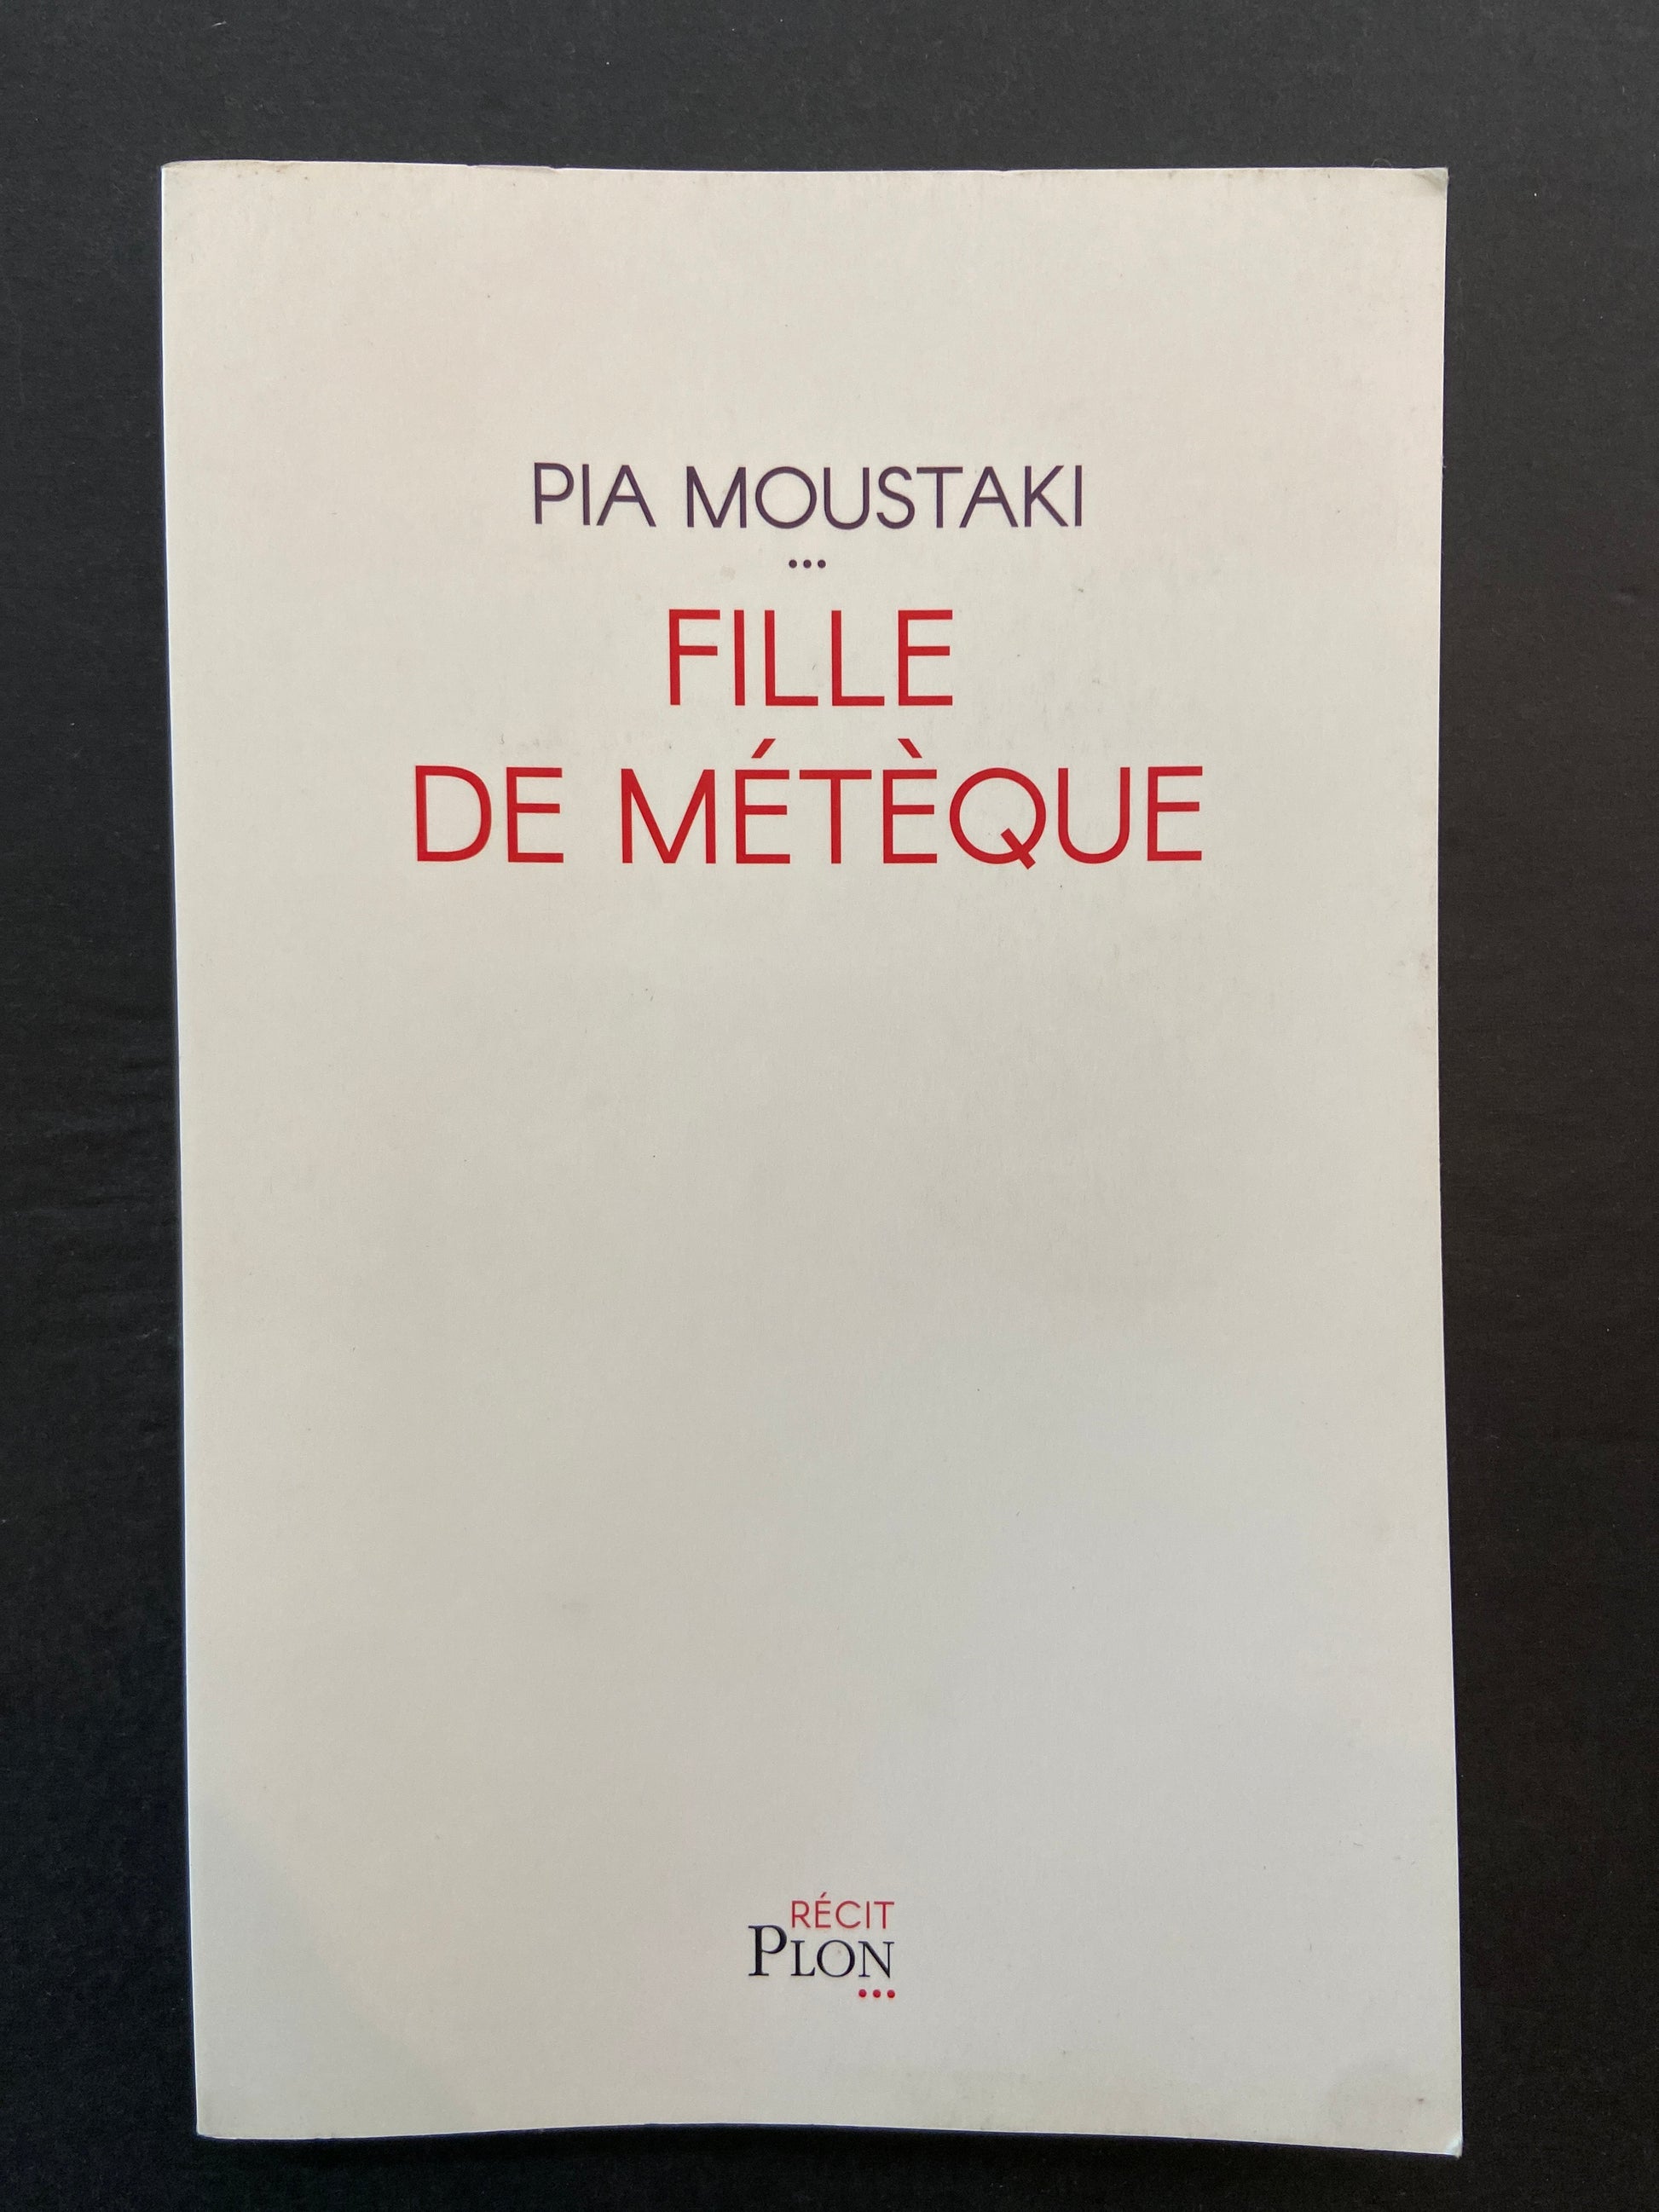 PIA MOUSTAKI
...
FILLE
DE MÉTÈQUE
RÉCIT
PLON
...